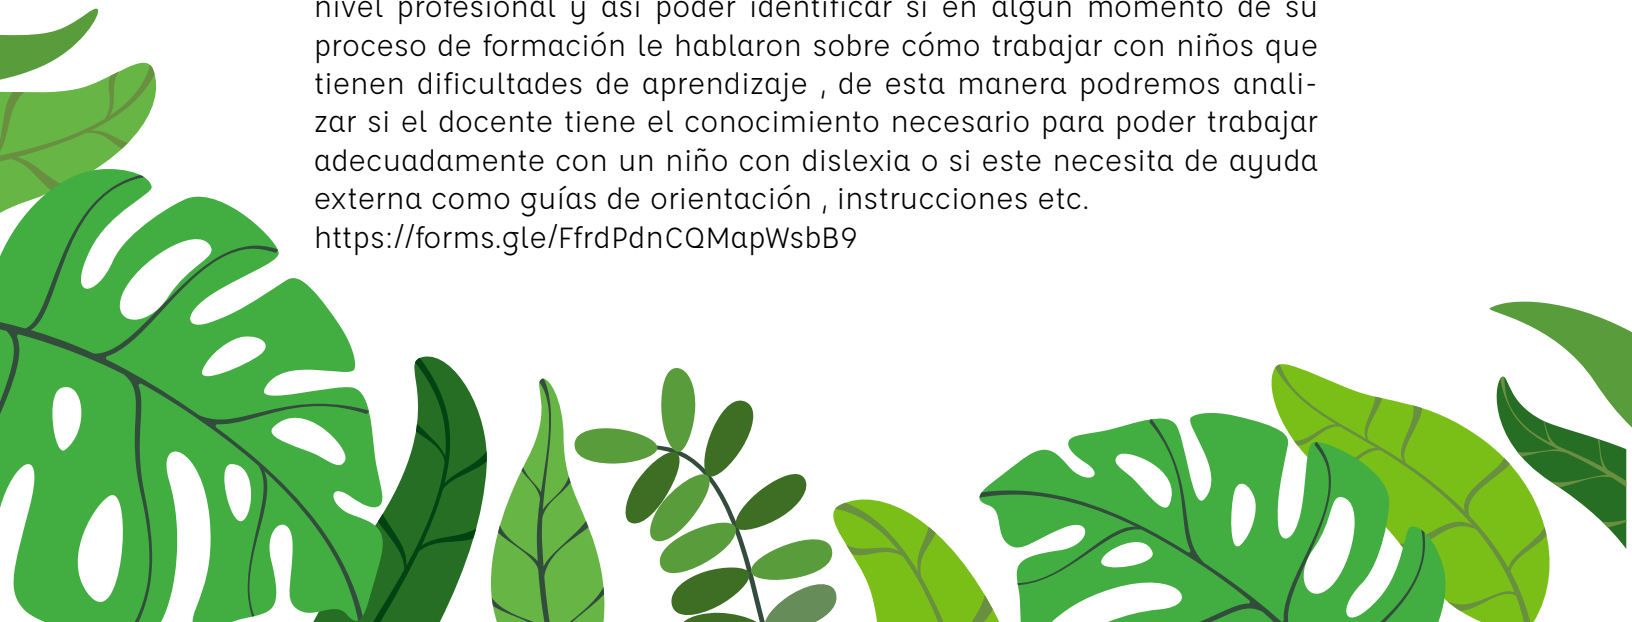 nivel profesional y así poder identificar si en algún momento de su
proceso de formación le hablaron sobre cómo trabajar con niños que
tienen dificultades de aprendizaje , de esta manera podremos anali-
zar si el docente tiene el conocimiento necesario para poder trabajar
adecuadamente con un niño con dislexia o si este necesita de ayuda
externa como guías de orientación , instrucciones etc.
https://forms.gle/FfrdPdnCQMapWsbB9